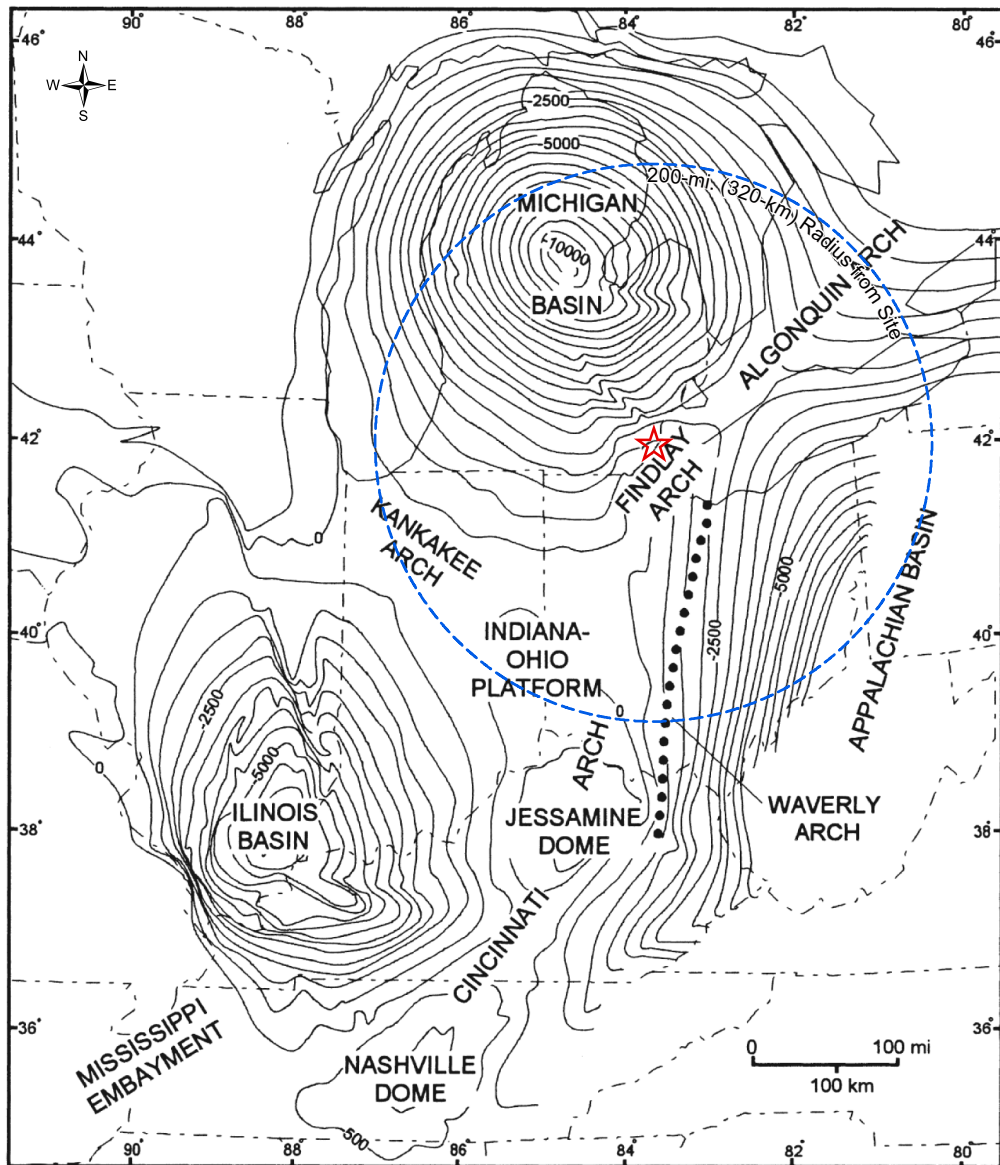 90° 88° 86° 84° 82° 80°
46° 46°
N
W E
S
-2500
-5000
200-mi. (320-km) Radius from Site
MICHIGAN
44° 44°
-10000
BASIN
ALGONQUIN ARCH
42° 42°
FINDLAY
ARCH
KANKAKEE
ARCH
0
-5000
APPALACHIAN BASIN
40° 40°
INDIANA-
OHIO
PLATFORM
-2500
-2500
0
0
ARCH
-5000
ILINOIS
BASIN
JESSAMINE
DOME
WAVERLY
ARCH
38° 38°
CINCINNATI
36° 36°
MISSISSIPPI
EMBAYMENT
NASHVILLE
DOME
0 100 mi
100 km
-500
90° 88° 86° 84° 82° 80°